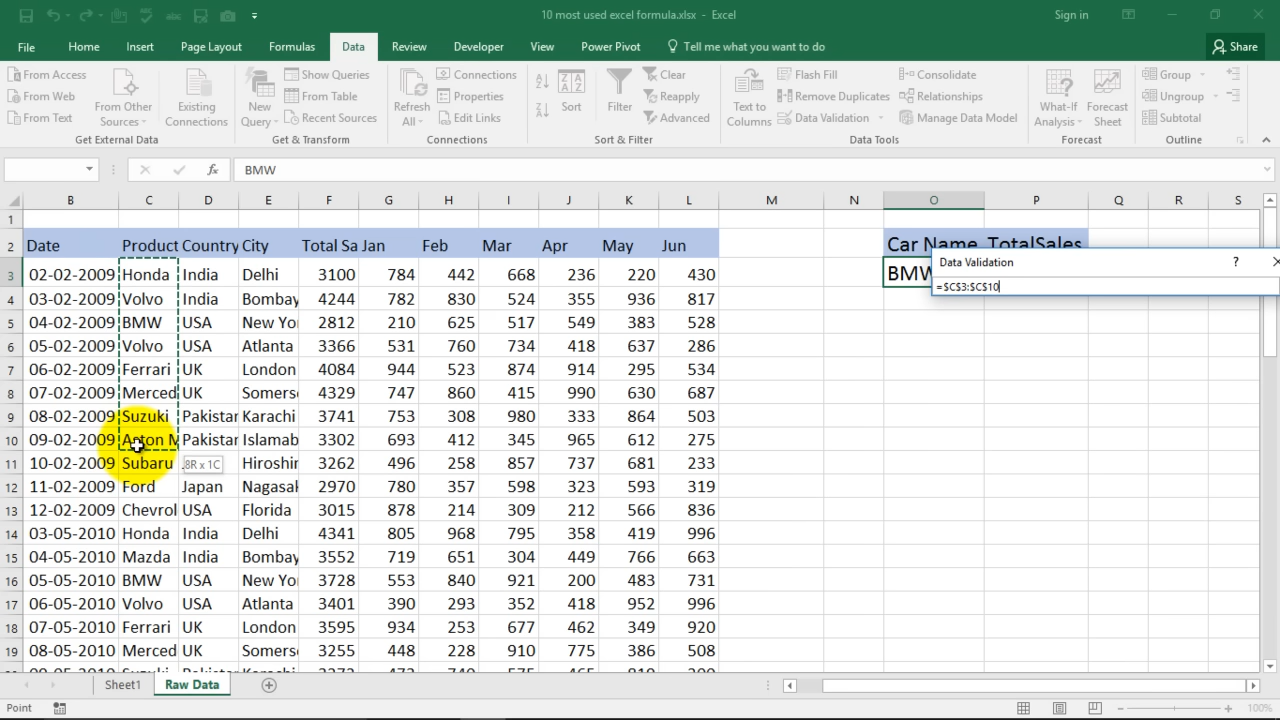 10 most used excel formula.xlsx - Excel
Sign in
File Home Insert Page Layout Formulas Data Review Developer View Power Pivot Tell me what you want to do Share
From Access
From Web
From Text
From Other Sources
Existing Connections
Get External Data
New Query
Show Queries
From Table
Recent Sources
Get & Transform
Refresh All
Connections
Properties
Edit Links
Connections
Sort
Filter
Clear
Reapply
Advanced
Sort & Filter
Text to Columns
Flash Fill
Remove Duplicates
Data Validation
Consolidate
Relationships
Manage Data Model
Data Tools
What-If Analysis
Forecast Sheet
Forecast
Group
Ungroup
Subtotal
Outline
fx BMW
B C D E F G H I J K L M N O P Q R S
1
2 Date Product Country City Total Sa Jan Feb Mar Apr May Jun Car Name TotalSales
3 02-02-2009 Honda India Delhi 3100 784 442 668 236 220 430 BMW
Data Validation ?
=$C$3:$C$10
4 03-02-2009 Volvo India Bombay 4244 782 830 524 355 936 817
5 04-02-2009 BMW USA New Yo 2812 210 625 517 549 383 528
6 05-02-2009 Volvo USA Atlanta 3366 531 760 734 418 637 286
7 06-02-2009 Ferrari UK London 4084 944 523 874 914 295 534
8 07-02-2009 Merced UK Somers 4329 747 860 415 990 630 687
9 08-02-2009 Suzuki Pakistan Karachi 3741 753 308 980 333 864 503
10 09-02-2009 Aston M Pakistan Islamab 3302 693 412 345 965 612 275
11 10-02-2009 Subaru 8R x 1C Hiroshin 3262 496 258 857 737 681 233
12 11-02-2009 Ford Japan Nagasak 2970 780 357 598 323 593 319
13 12-02-2009 Chevrol USA Florida 3015 878 214 309 212 566 836
14 03-05-2010 Honda India Delhi 4341 805 968 795 358 419 996
15 04-05-2010 Mazda India Bombay 3552 719 651 304 449 766 663
16 05-05-2010 BMW USA New Yo 3728 553 840 921 200 483 731
17 06-05-2010 Volvo USA Atlanta 3401 390 293 352 418 952 996
18 07-05-2010 Ferrari UK London 3595 934 253 677 462 349 920
19 08-05-2010 Merced UK Somers 3255 448 228 910 775 386 508
Sheet1 Raw Data
Point
100%